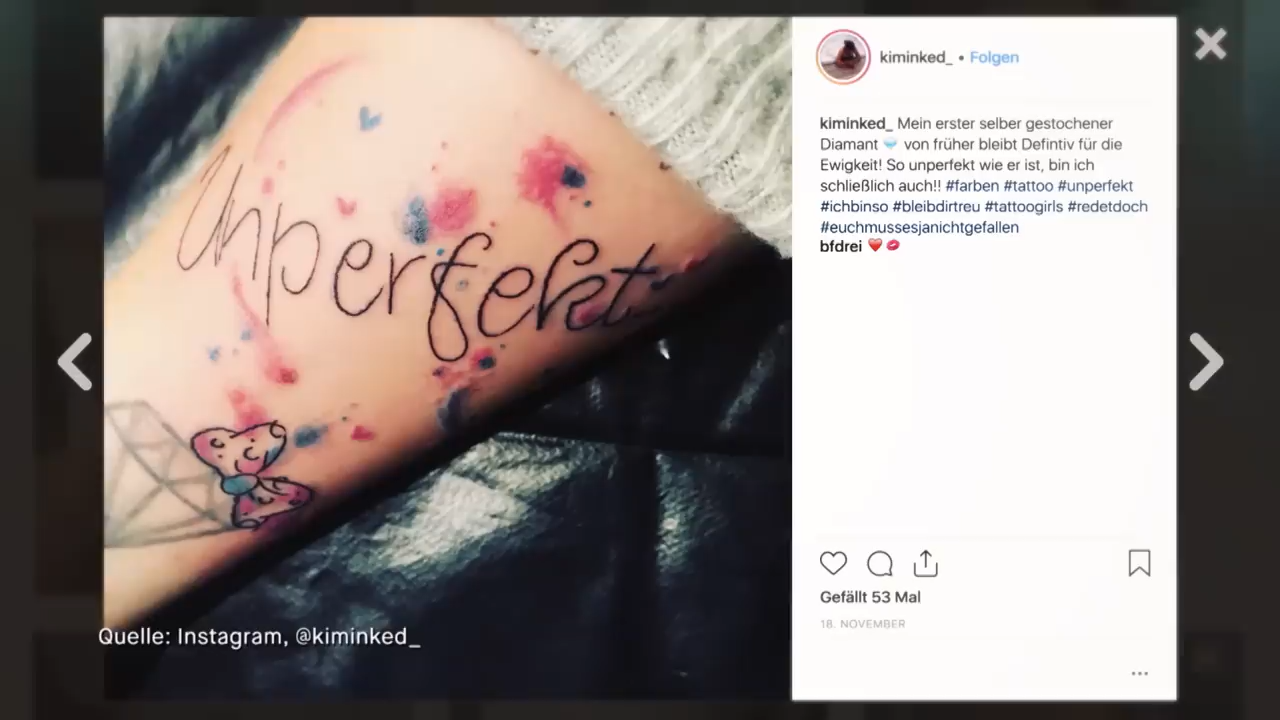 unperfekt
kiminked_ • Folgen
kiminked_ Mein erster selber gestochener
Diamant 💎 von früher bleibt Defintiv für die
Ewigkeit! So unperfekt wie er ist, bin ich
schließlich auch!! #farben #tattoo #unperfekt
#ichbinso #bleibdirtreu #tattoogirls #redetdoch
#euchmussesjanichtgefallen
bfdrei ❤️💋
Gefällt 53 Mal
18. NOVEMBER
Quelle: Instagram, @kiminked_